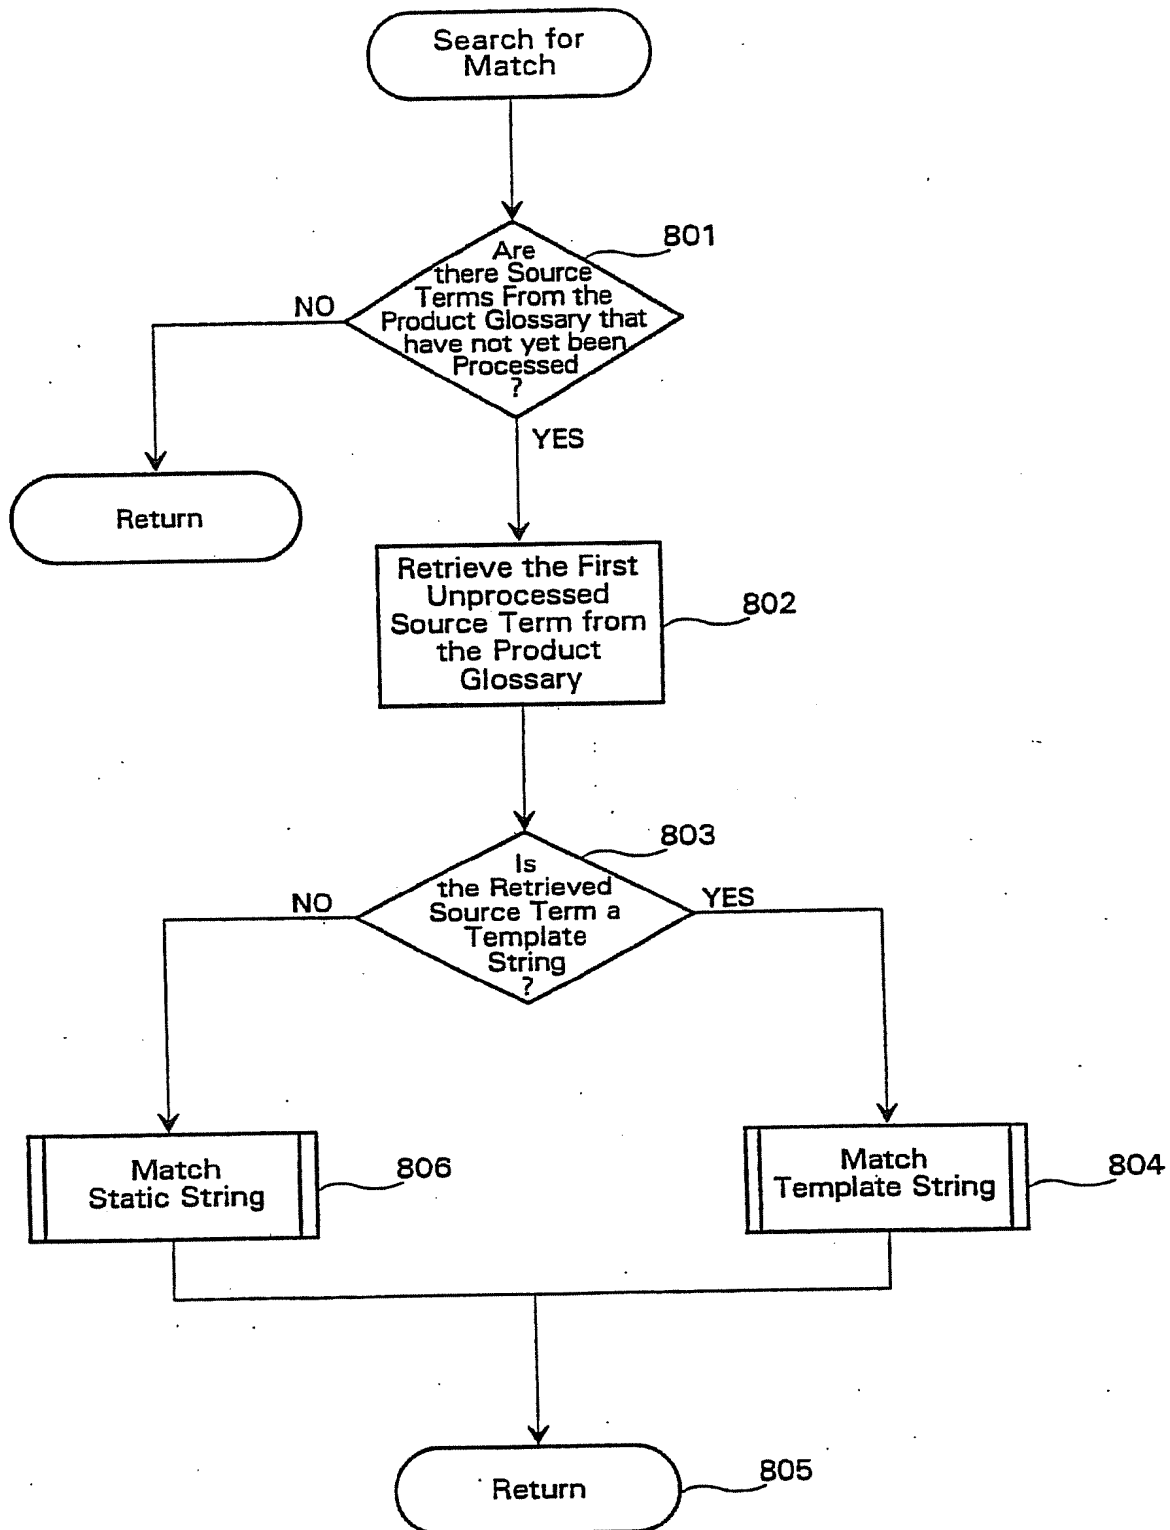 Search for
Match
801
Are
there Source
Terms From the
Product Glossary that
have not yet been
Processed
?
NO
YES
Return
Retrieve the First
Unprocessed
Source Term from
the Product
Glossary
802
803
Is
the Retrieved
Source Term a
Template
String
?
NO
YES
Match
Static String
806
Match
Template String
804
Return
805